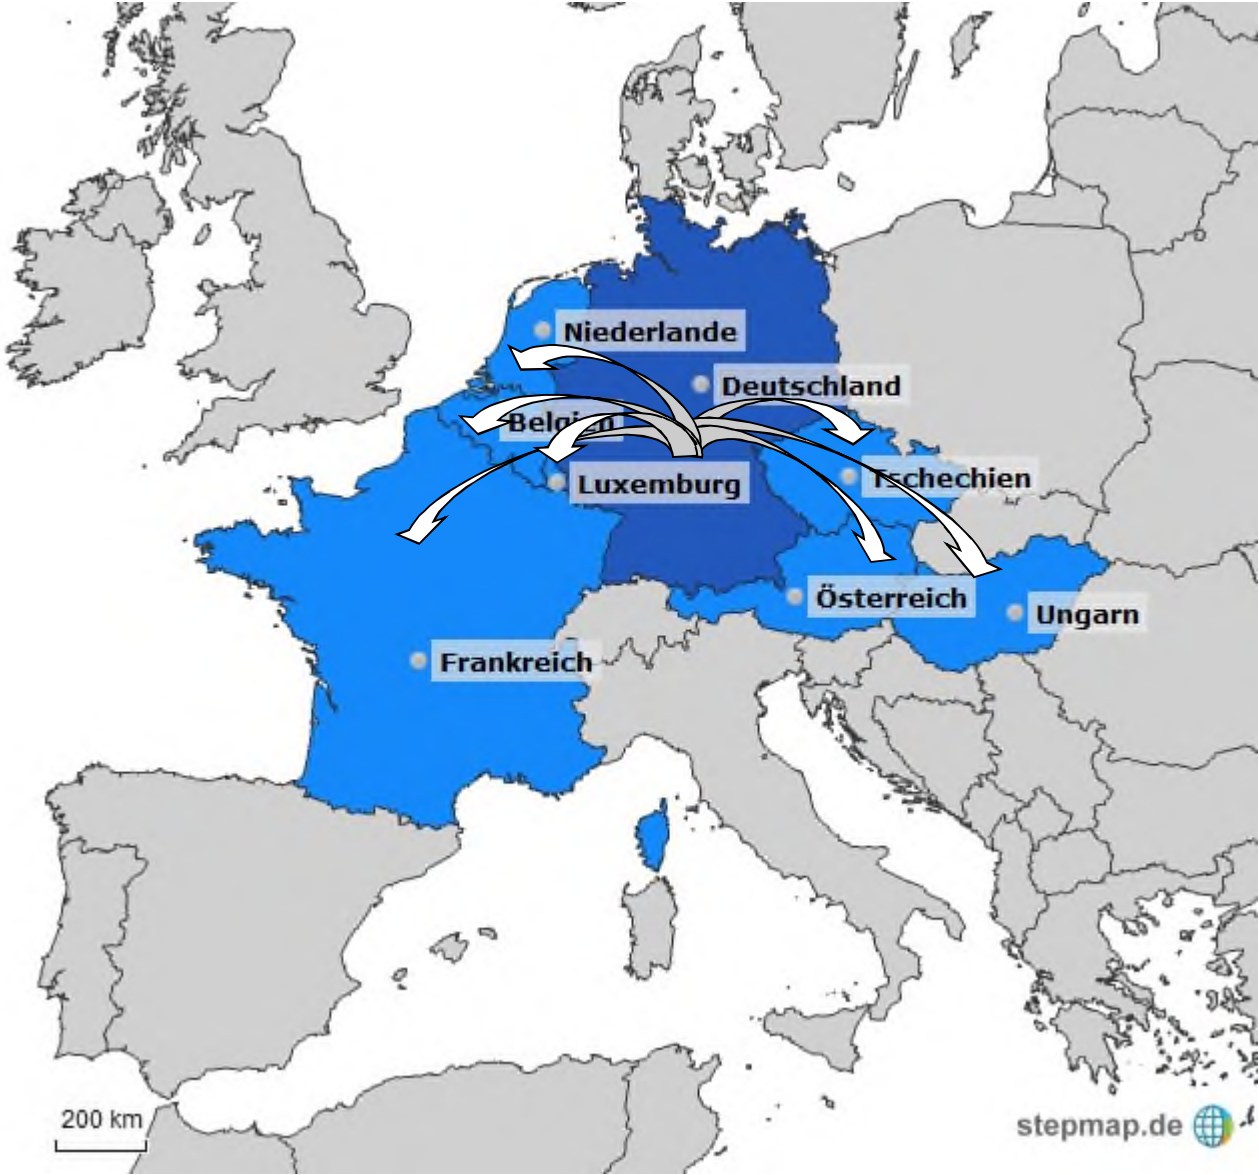 Niederlande
Deutschland
Belgien
Tschechien
Luxemburg
Österreich
Ungarn
Frankreich
200 km
stepmap.de